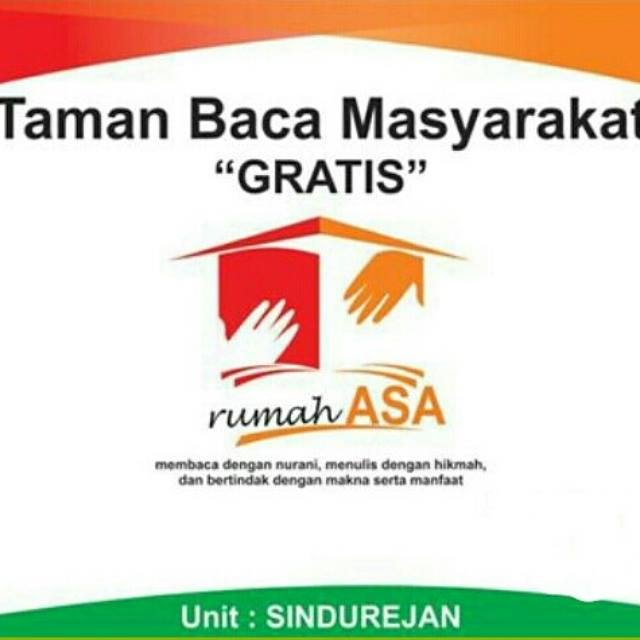 Taman Baca Masyarakat
“GRATIS”
rumah ASA
membaca dengan nurani, menulis dengan hikmah,
dan bertindak dengan makna serta manfaat
Unit : SINDUREJAN